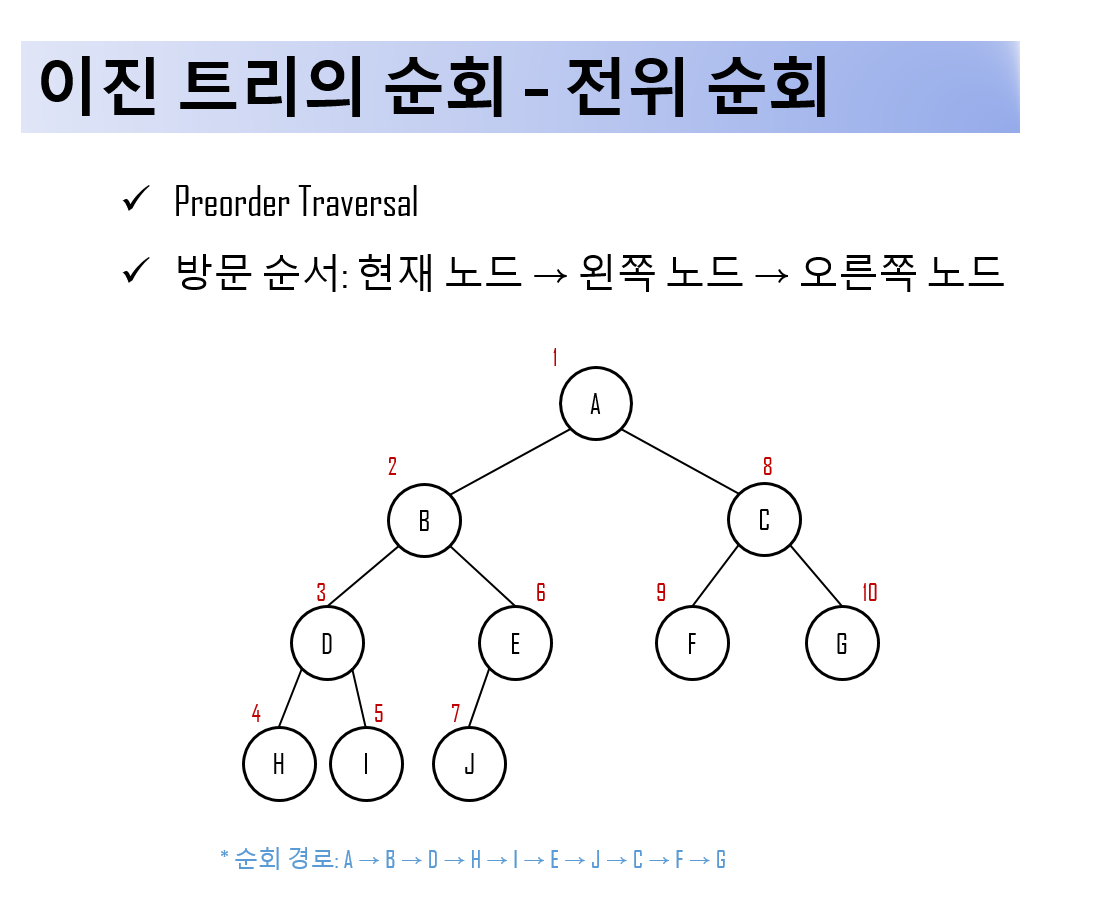 이진 트리의 순회 - 전위 순회
✓ Preorder Traversal
✓ 방문 순서: 현재 노드 → 왼쪽 노드 → 오른쪽 노드
1
A
2
8
B
C
3
6
9
10
D
E
F
G
4
5
7
H
I
J
* 순회 경로: A → B → D → H → I → E → J → C → F → G